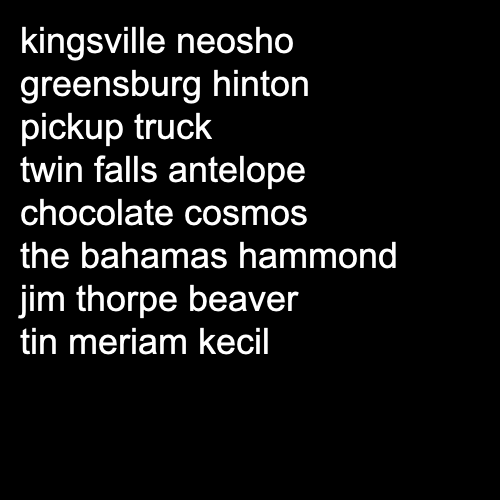 kingsville neosho
greensburg hinton
pickup truck
twin falls antelope
chocolate cosmos
the bahamas hammond
jim thorpe beaver
tin meriam kecil